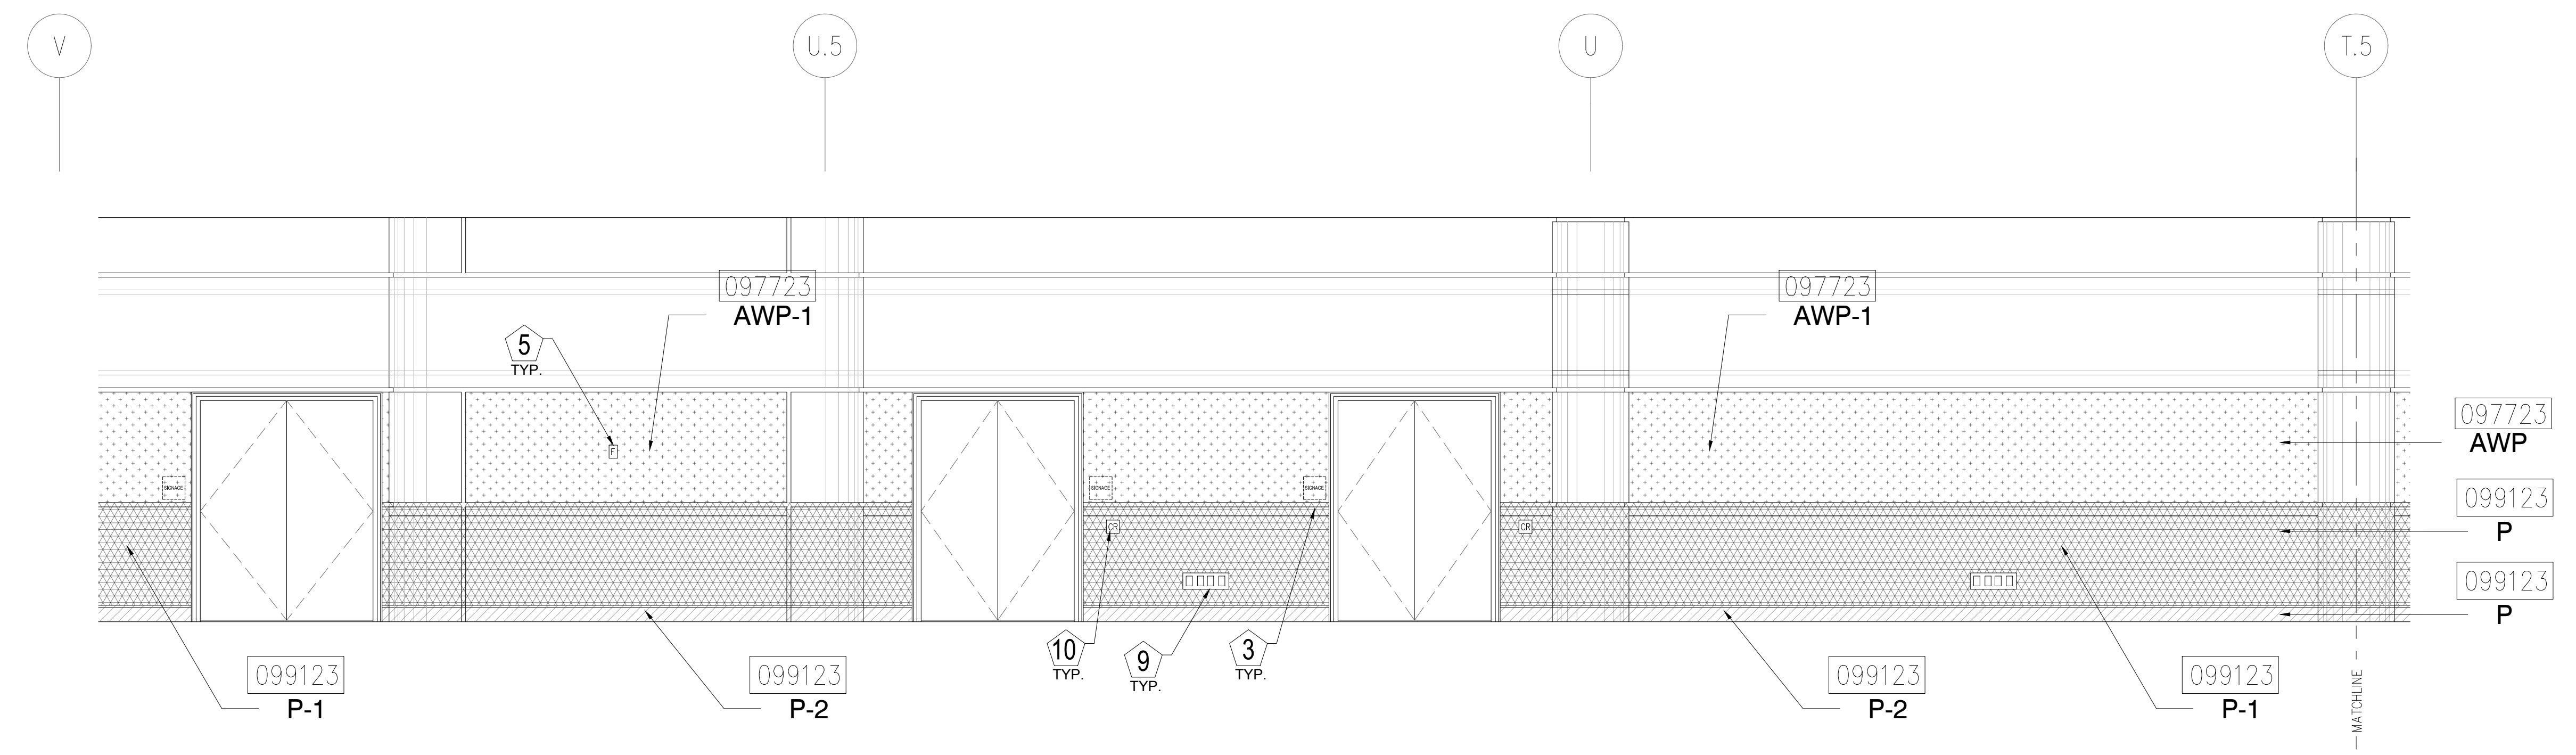 V
U.5
U
T.5
097723
AWP-1
097723
AWP-1
5
TYP.
F
097723
AWP
SIGNAGE
SIGNAGE
SIGNAGE
099123
P
CR
CR
099123
P
10
TYP.
9
TYP.
3
TYP.
099123
P-1
099123
P-2
099123
P-2
099123
P-1
MATCHLINE